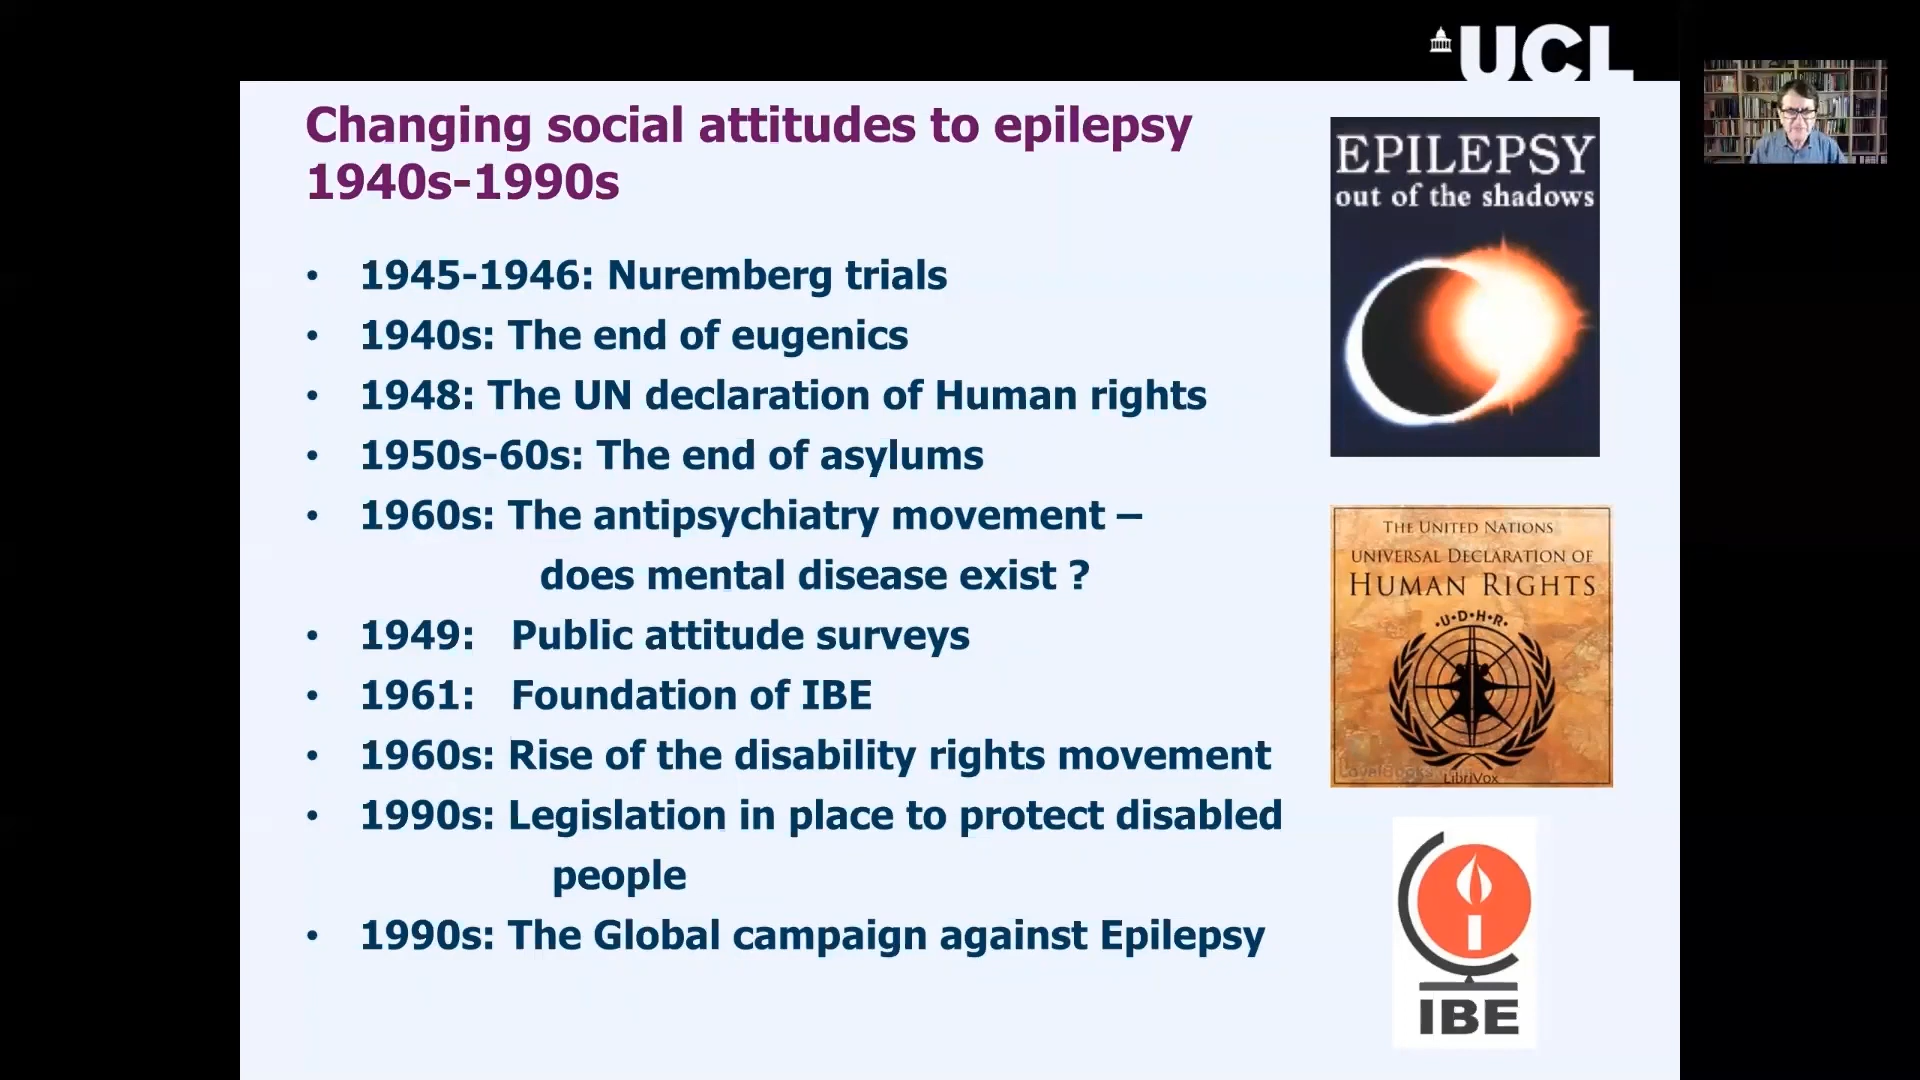 UCL
Changing social attitudes to epilepsy
1940s-1990s
• 1945-1946: Nuremberg trials
• 1940s: The end of eugenics
• 1948: The UN declaration of Human rights
• 1950s-60s: The end of asylums
• 1960s: The antipsychiatry movement –
does mental disease exist ?
• 1949: Public attitude surveys
• 1961: Foundation of IBE
• 1960s: Rise of the disability rights movement
• 1990s: Legislation in place to protect disabled
people
• 1990s: The Global campaign against Epilepsy
EPILEPSY
out of the shadows
THE UNITED NATIONS
UNIVERSAL DECLARATION OF
HUMAN RIGHTS
•U•D•H•R•
LibriVox
IBE